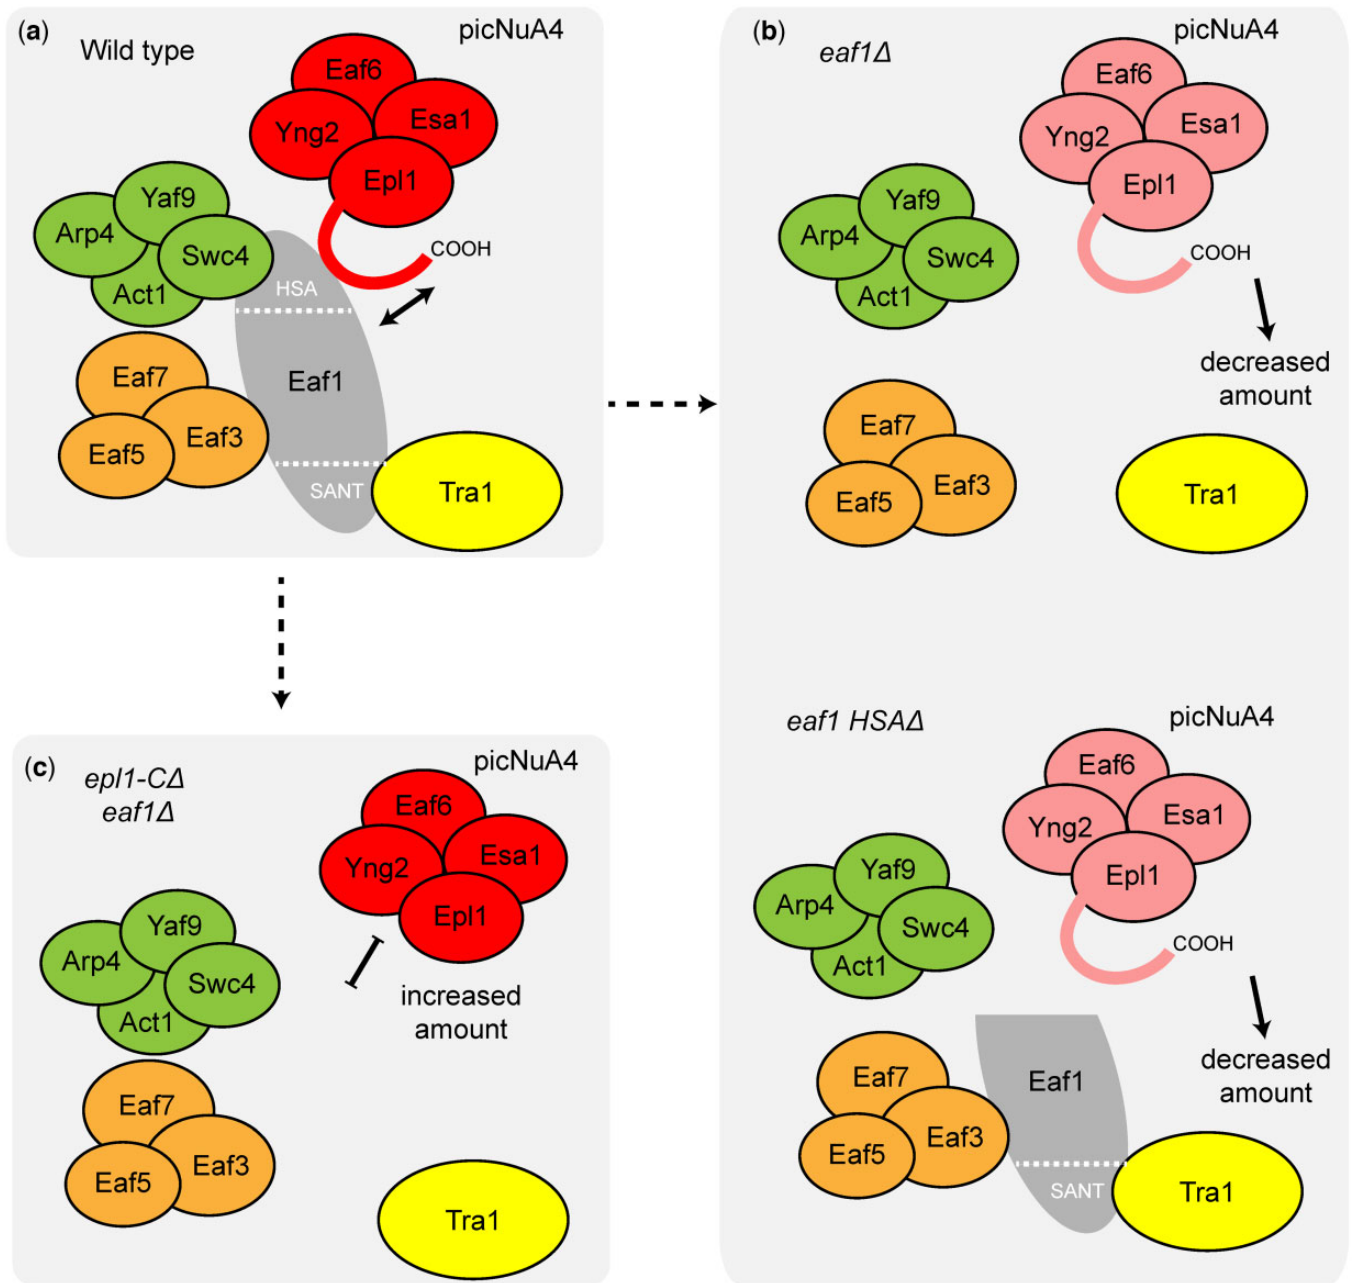 (a)
Wild type
picNuA4
Eaf6
Yng2
Esa1
Epl1
COOH
Yaf9
Arp4
Swc4
Act1
HSA
Eaf7
Eaf1
Eaf5
Eaf3
SANT
Tra1
(b)
eaf1Δ
picNuA4
Eaf6
Yng2
Esa1
Epl1
COOH
Yaf9
Arp4
Swc4
Act1
decreased
amount
Eaf7
Eaf5
Eaf3
Tra1
eaf1 HSAΔ
picNuA4
Eaf6
Yng2
Esa1
Epl1
COOH
Yaf9
Arp4
Swc4
Act1
decreased
amount
Eaf7
Eaf1
Eaf5
Eaf3
SANT
Tra1
(c)
epl1-CΔ
eaf1Δ
picNuA4
Eaf6
Yng2
Esa1
Epl1
increased
amount
Yaf9
Arp4
Swc4
Act1
Eaf7
Eaf5
Eaf3
Tra1